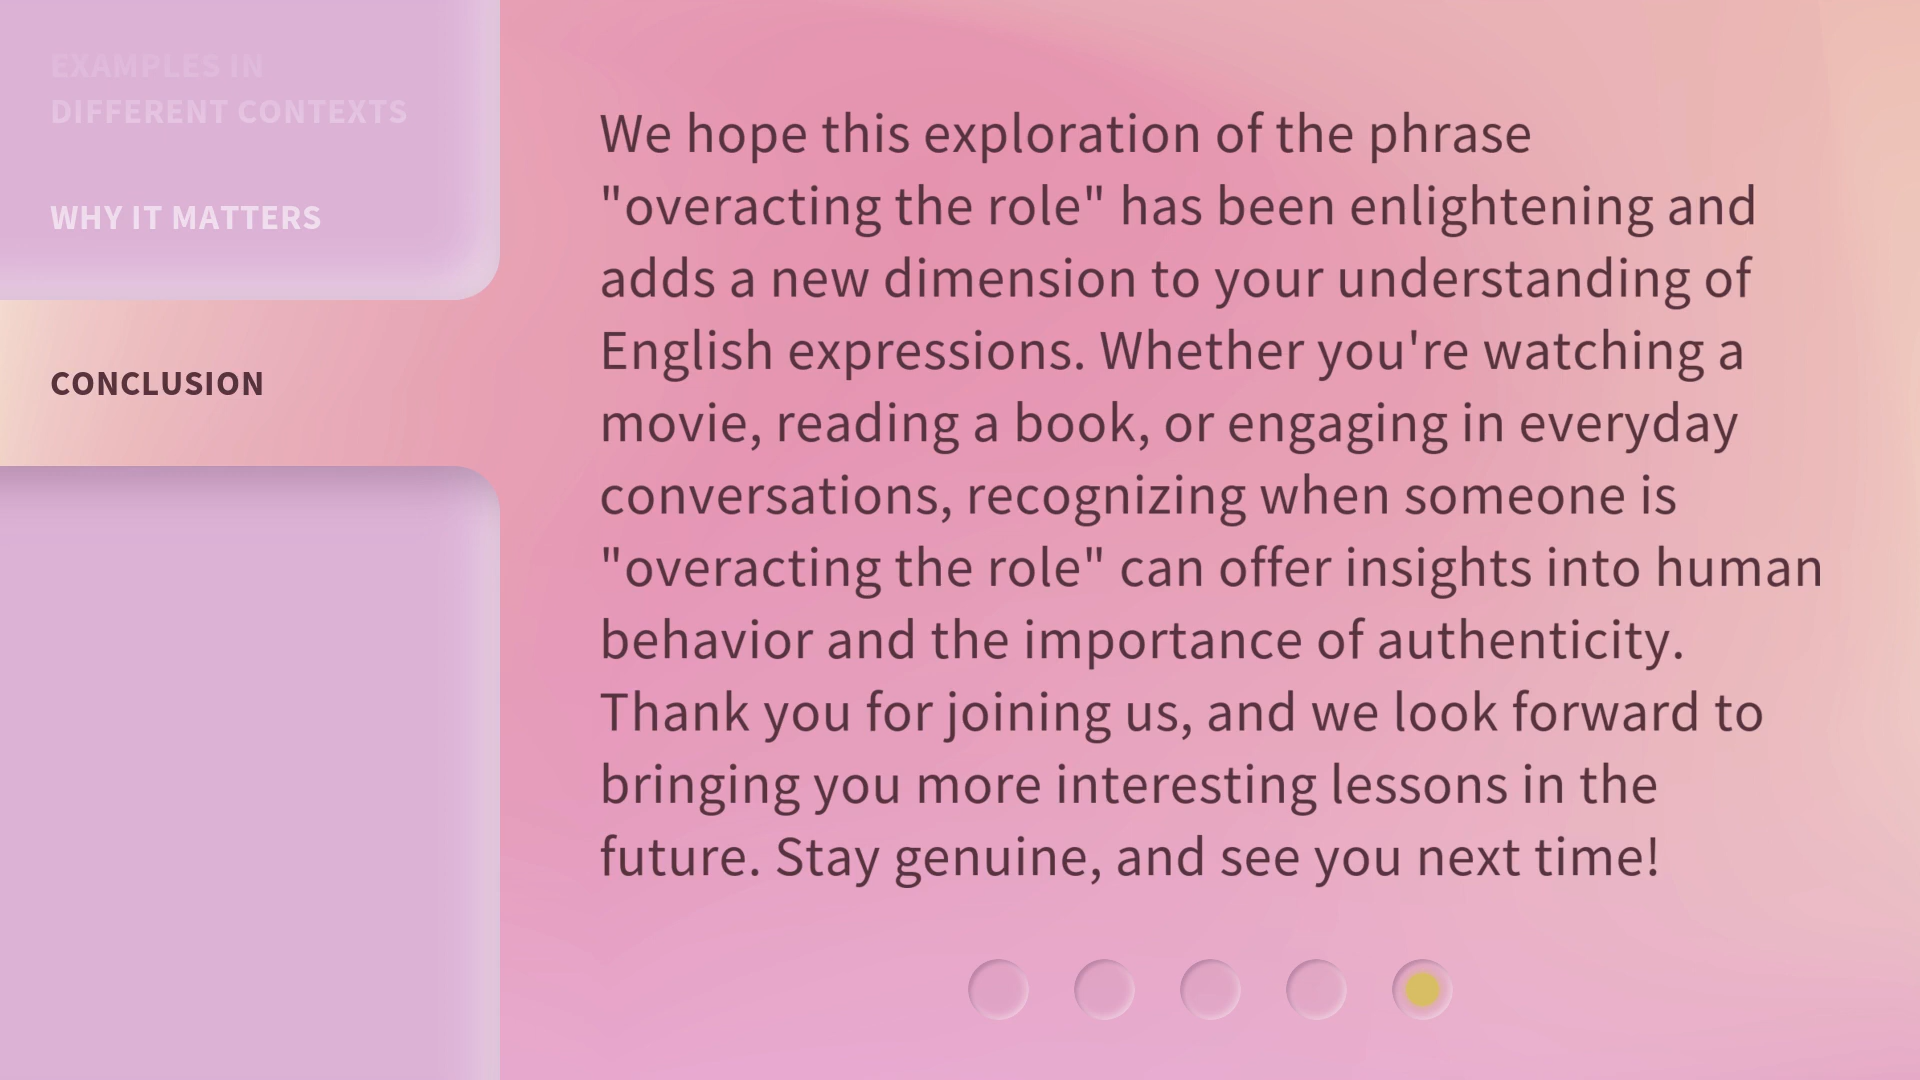 EXAMPLES IN
DIFFERENT CONTEXTS
WHY IT MATTERS
CONCLUSION
We hope this exploration of the phrase
"overacting the role" has been enlightening and
adds a new dimension to your understanding of
English expressions. Whether you're watching a
movie, reading a book, or engaging in everyday
conversations, recognizing when someone is
"overacting the role" can offer insights into human
behavior and the importance of authenticity.
Thank you for joining us, and we look forward to
bringing you more interesting lessons in the
future. Stay genuine, and see you next time!